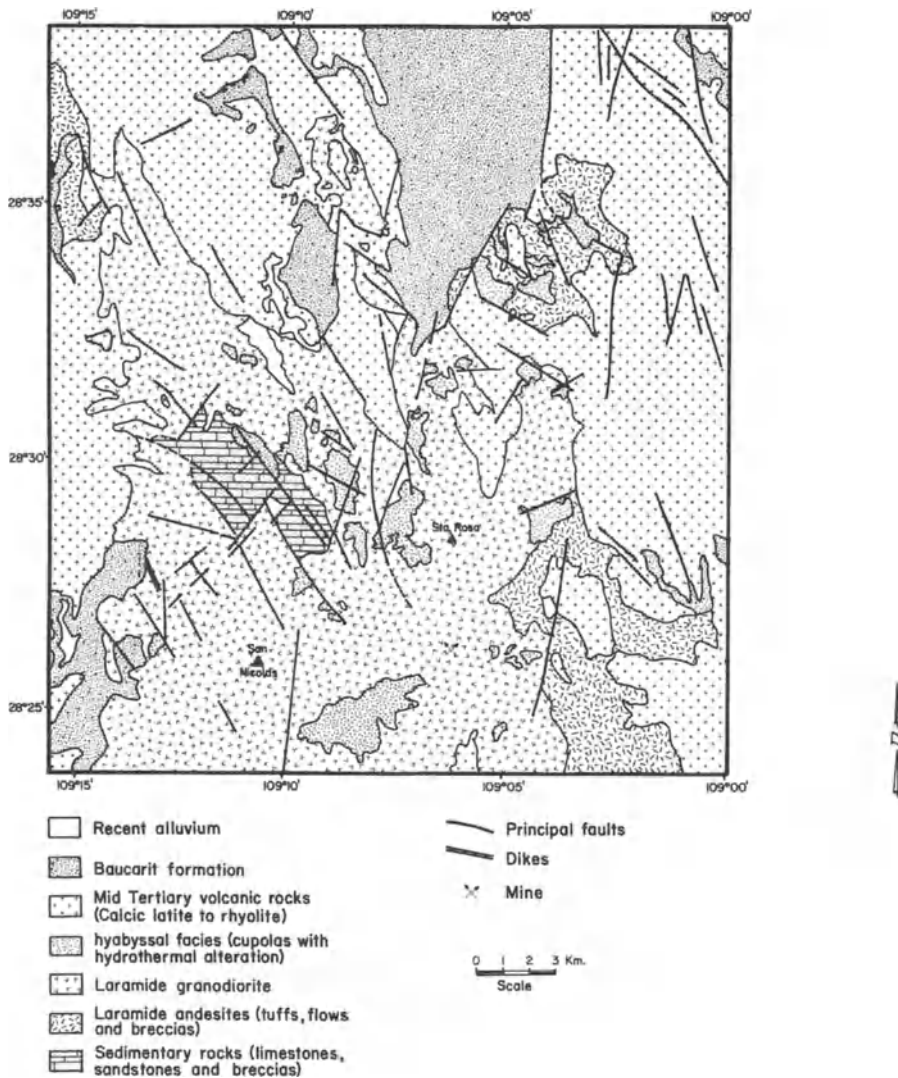 109°15' 109°10' 109°05' 109°00'
28°35'
28°30'
28°25'
Sta. Rosa
San
Nicolás
109°15' 109°10' 109°05' 109°00'
Recent alluvium
Baucarit formation
Mid Tertiary volcanic rocks
(Calcic latite to rhyolite)
hyabyssal facies (cupolas with
hydrothermal alteration)
Laramide granodiorite
Laramide andesites (tuffs, flows
and breccias)
Sedimentary rocks (limestones,
sandstones and breccias)
Principal faults
Dikes
Mine
0 1 2 3 Km.
Scale